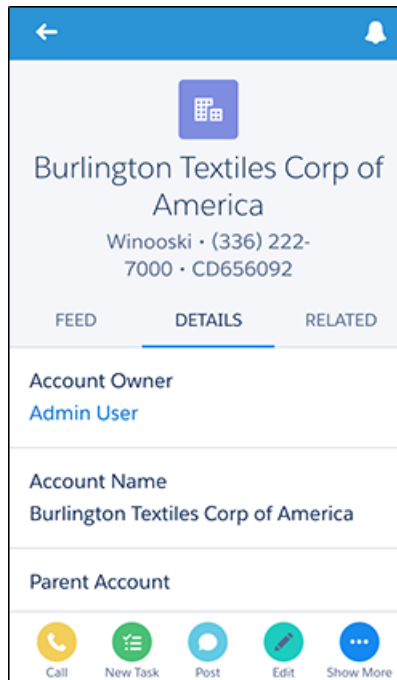 Burlington Textiles Corp of
America
Winooski • (336) 222-
7000 • CD656092
FEED DETAILS RELATED
Account Owner
Admin User
Account Name
Burlington Textiles Corp of America
Parent Account
Call New Task Post Edit Show More